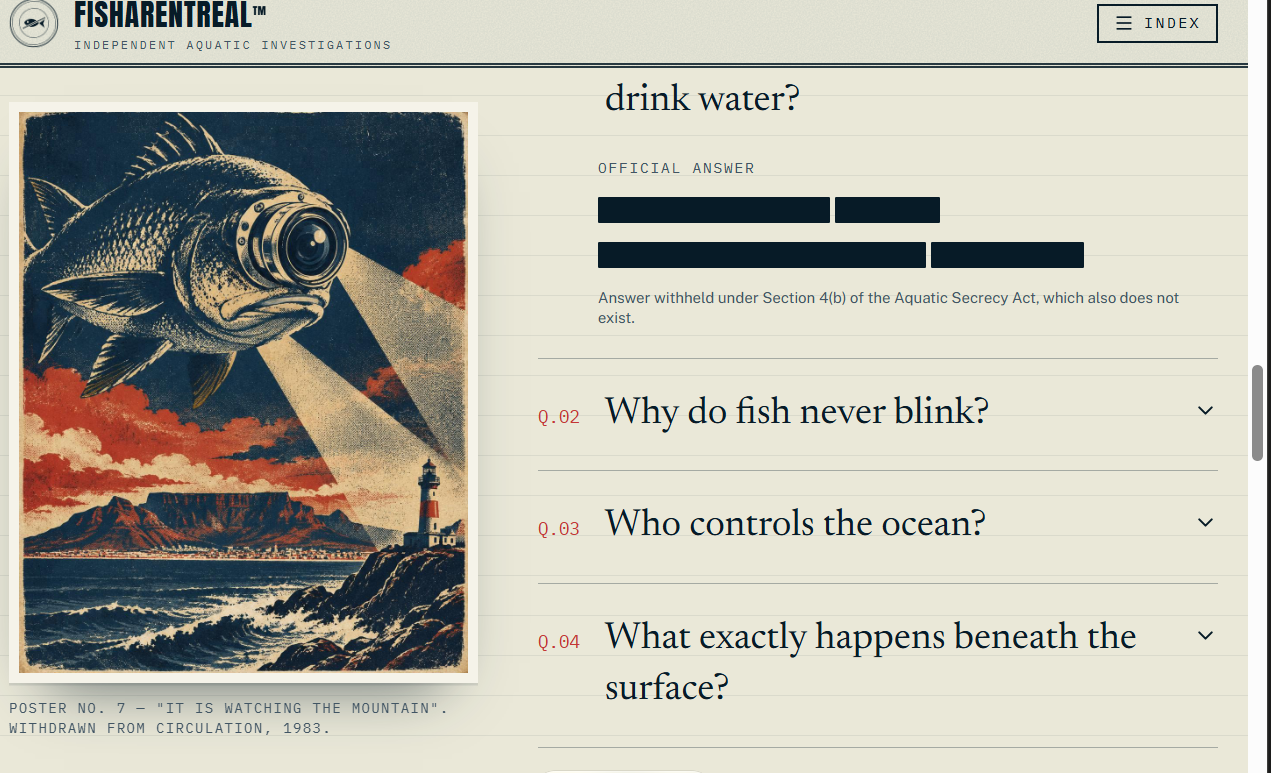 FISHARENTREAL™
INDEPENDENT AQUATIC INVESTIGATIONS
INDEX
drink water?
OFFICIAL ANSWER
Answer withheld under Section 4(b) of the Aquatic Secrecy Act, which also does not
exist.
Q.02 Why do fish never blink?
Q.03 Who controls the ocean?
Q.04 What exactly happens beneath the
surface?
POSTER NO. 7 — "IT IS WATCHING THE MOUNTAIN".
WITHDRAWN FROM CIRCULATION, 1983.